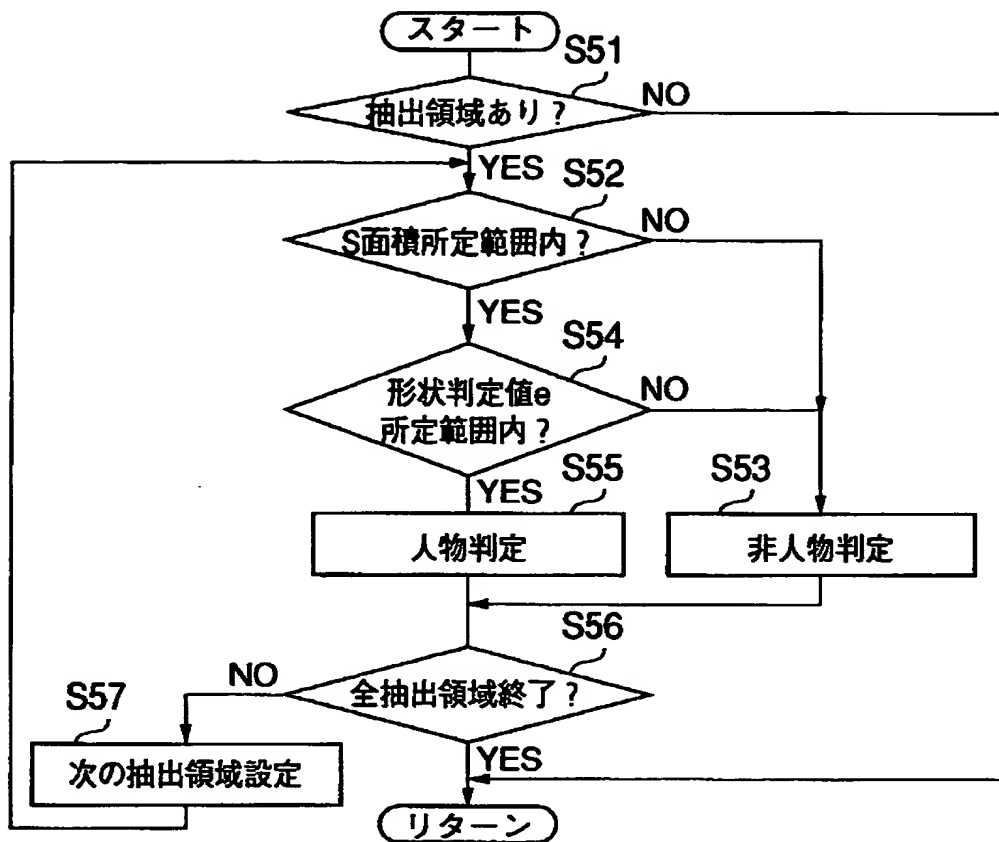 スタート
S51
抽出領域あり?
NO
YES
S52
S面積所定範囲内?
NO
YES
S54
形状判定値e
所定範囲内?
NO
YES
S55
人物判定
S53
非人物判定
S56
全抽出領域終了?
NO
S57
次の抽出領域設定
YES
リターン